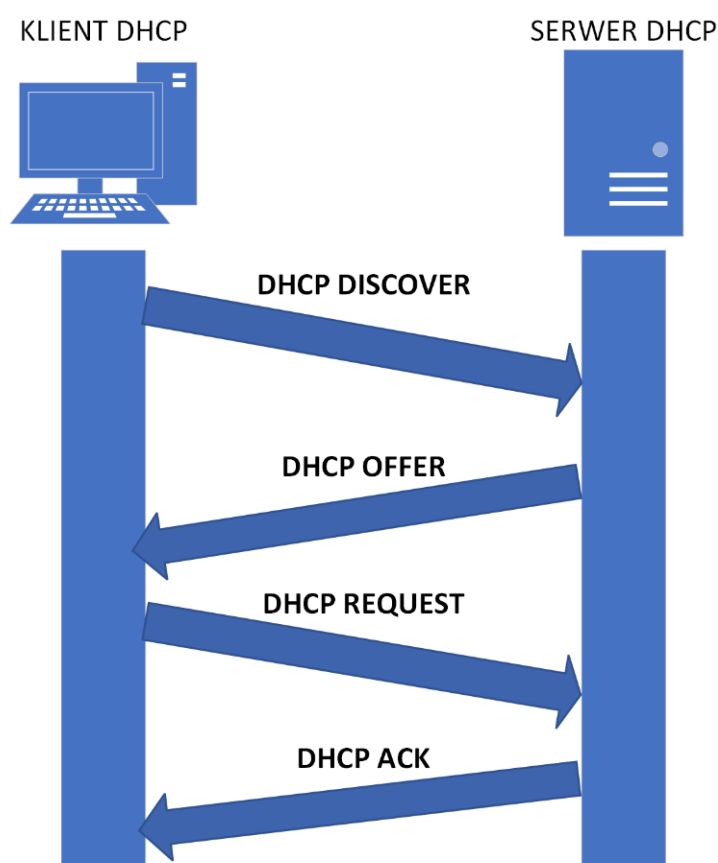 KLIENT DHCP
SERWER DHCP
DHCP DISCOVER
DHCP OFFER
DHCP REQUEST
DHCP ACK